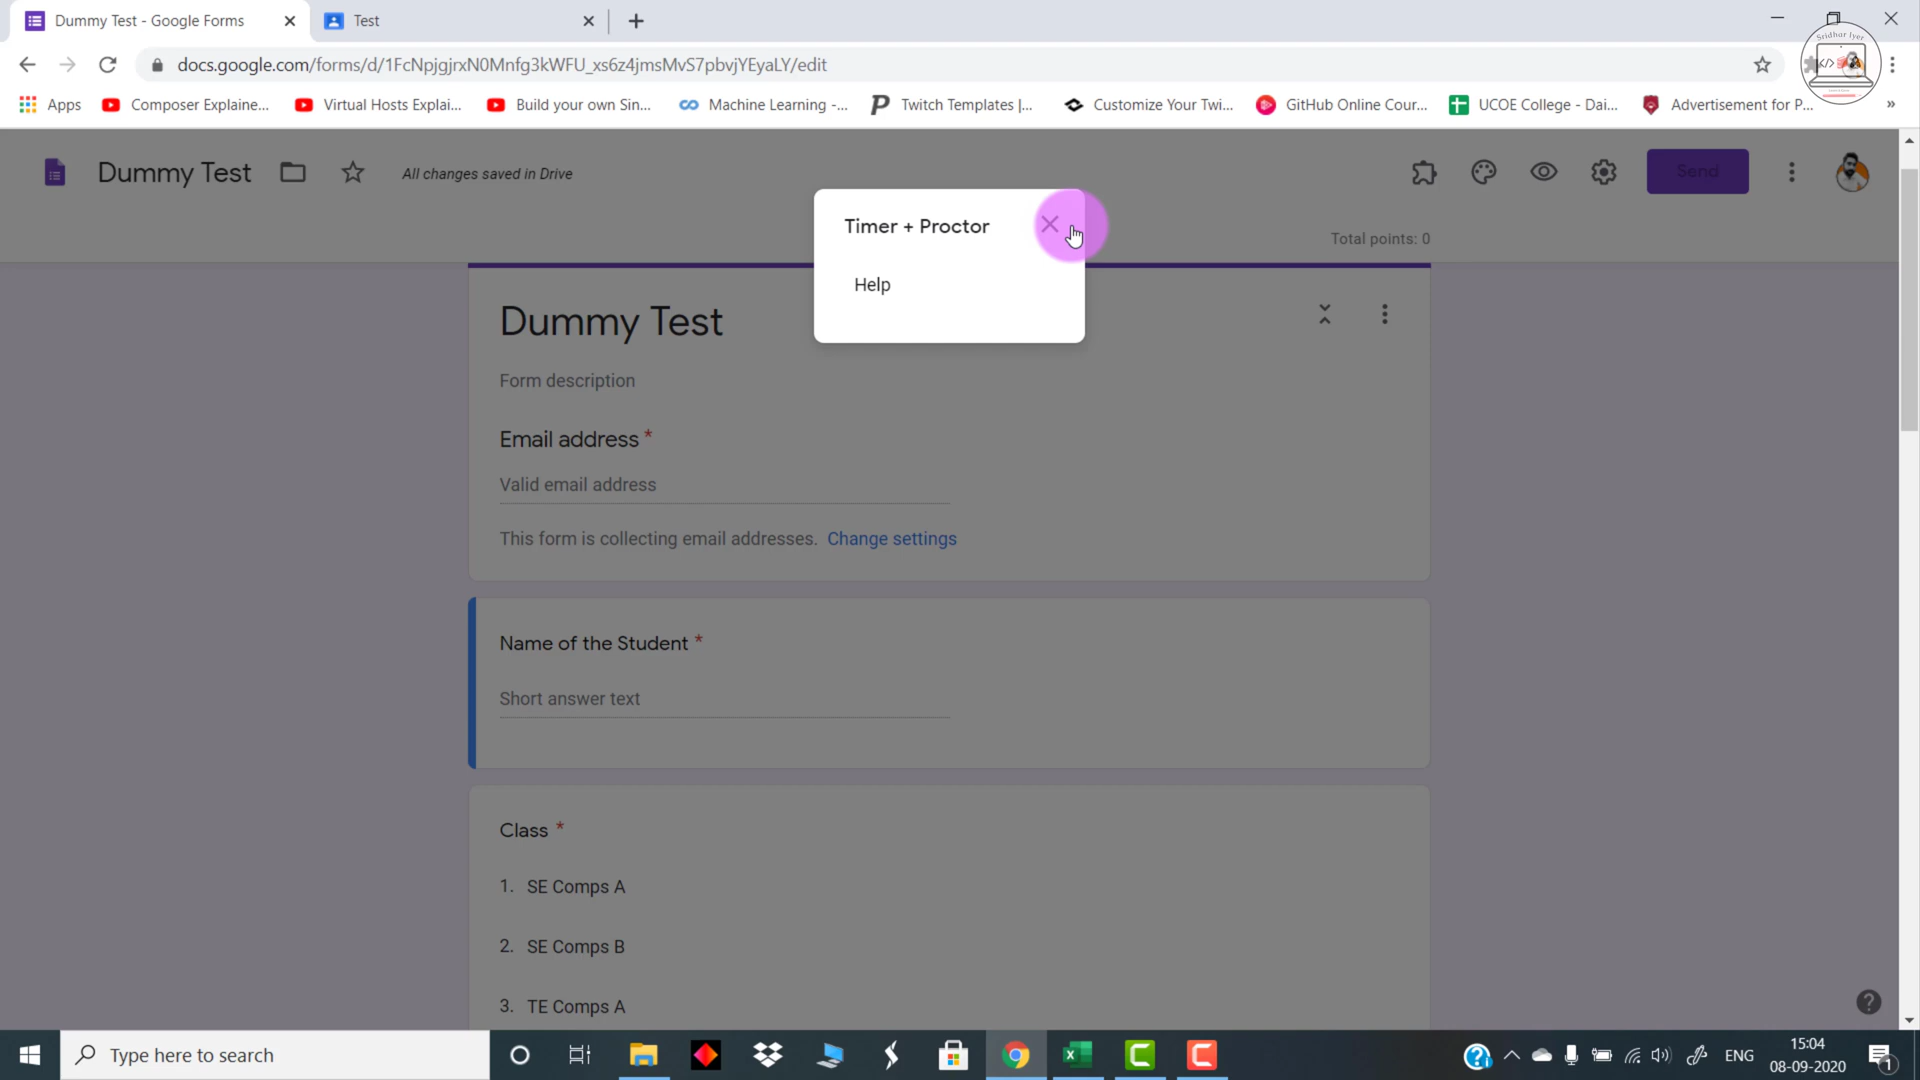 Dummy Test - Google Forms
Test
Sridhar Iyer
docs.google.com/forms/d/1FcNpjgjrxN0Mnfg3kWFU_xs6z4jmsMvS7pbvjYEyaLY/edit
Apps
Composer Explaine...
Virtual Hosts Explai...
Build your own Sin...
Machine Learning -...
Twitch Templates |...
Customize Your Twi...
GitHub Online Cour...
UCOE College - Dai...
Advertisement for P...
»
Dummy Test
All changes saved in Drive
Send
Timer + Proctor
Total points: 0
Help
Dummy Test
Form description
Email address *
Valid email address
This form is collecting email addresses. Change settings
Name of the Student *
Short answer text
Class *
1. SE Comps A
2. SE Comps B
3. TE Comps A
Type here to search
ENG
15:04
08-09-2020
1